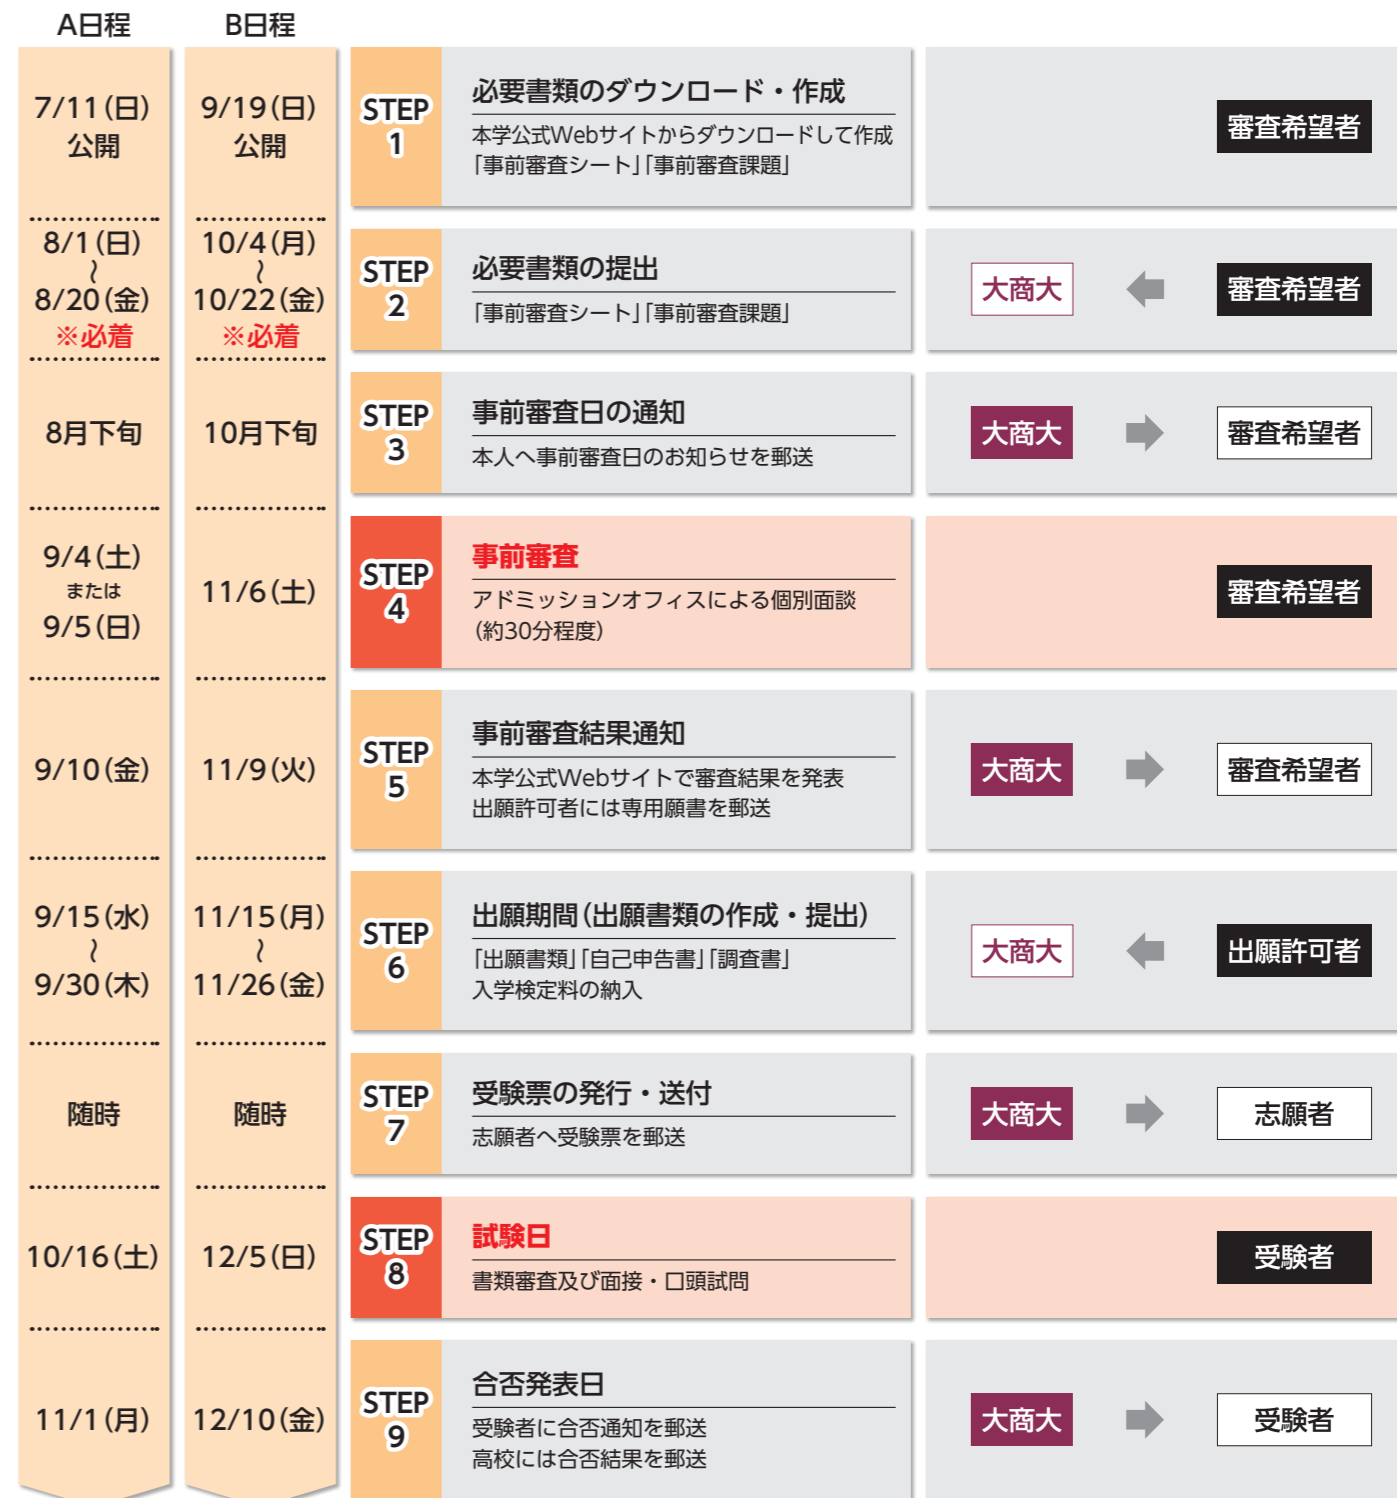 A日程
B日程
7/11(日)
公開
9/19(日)
公開
STEP
1
必要書類のダウンロード・作成
本学公式Webサイトからダウンロードして作成
「事前審査シート」「事前審査課題」
審査希望者
8/1(日)
〜
8/20(金)
※必着
10/4(月)
〜
10/22(金)
※必着
STEP
2
必要書類の提出
「事前審査シート」「事前審査課題」
大商大
審査希望者
8月下旬
10月下旬
STEP
3
事前審査日の通知
本人へ事前審査日のお知らせを郵送
大商大
審査希望者
9/4(土)
または
9/5(日)
11/6(土)
STEP
4
事前審査
アドミッションオフィスによる個別面談
(約30分程度)
審査希望者
9/10(金)
11/9(火)
STEP
5
事前審査結果通知
本学公式Webサイトで審査結果を発表
出願許可者には専用願書を郵送
大商大
審査希望者
9/15(水)
〜
9/30(木)
11/15(月)
〜
11/26(金)
STEP
6
出願期間(出願書類の作成・提出)
「出願書類」「自己申告書」「調査書」
入学検定料の納入
大商大
出願許可者
随時
随時
STEP
7
受験票の発行・送付
志願者へ受験票を郵送
大商大
志願者
10/16(土)
12/5(日)
STEP
8
試験日
書類審査及び面接・口頭試問
受験者
11/1(月)
12/10(金)
STEP
9
合否発表日
受験者に合否通知を郵送
高校には合否結果を郵送
大商大
受験者